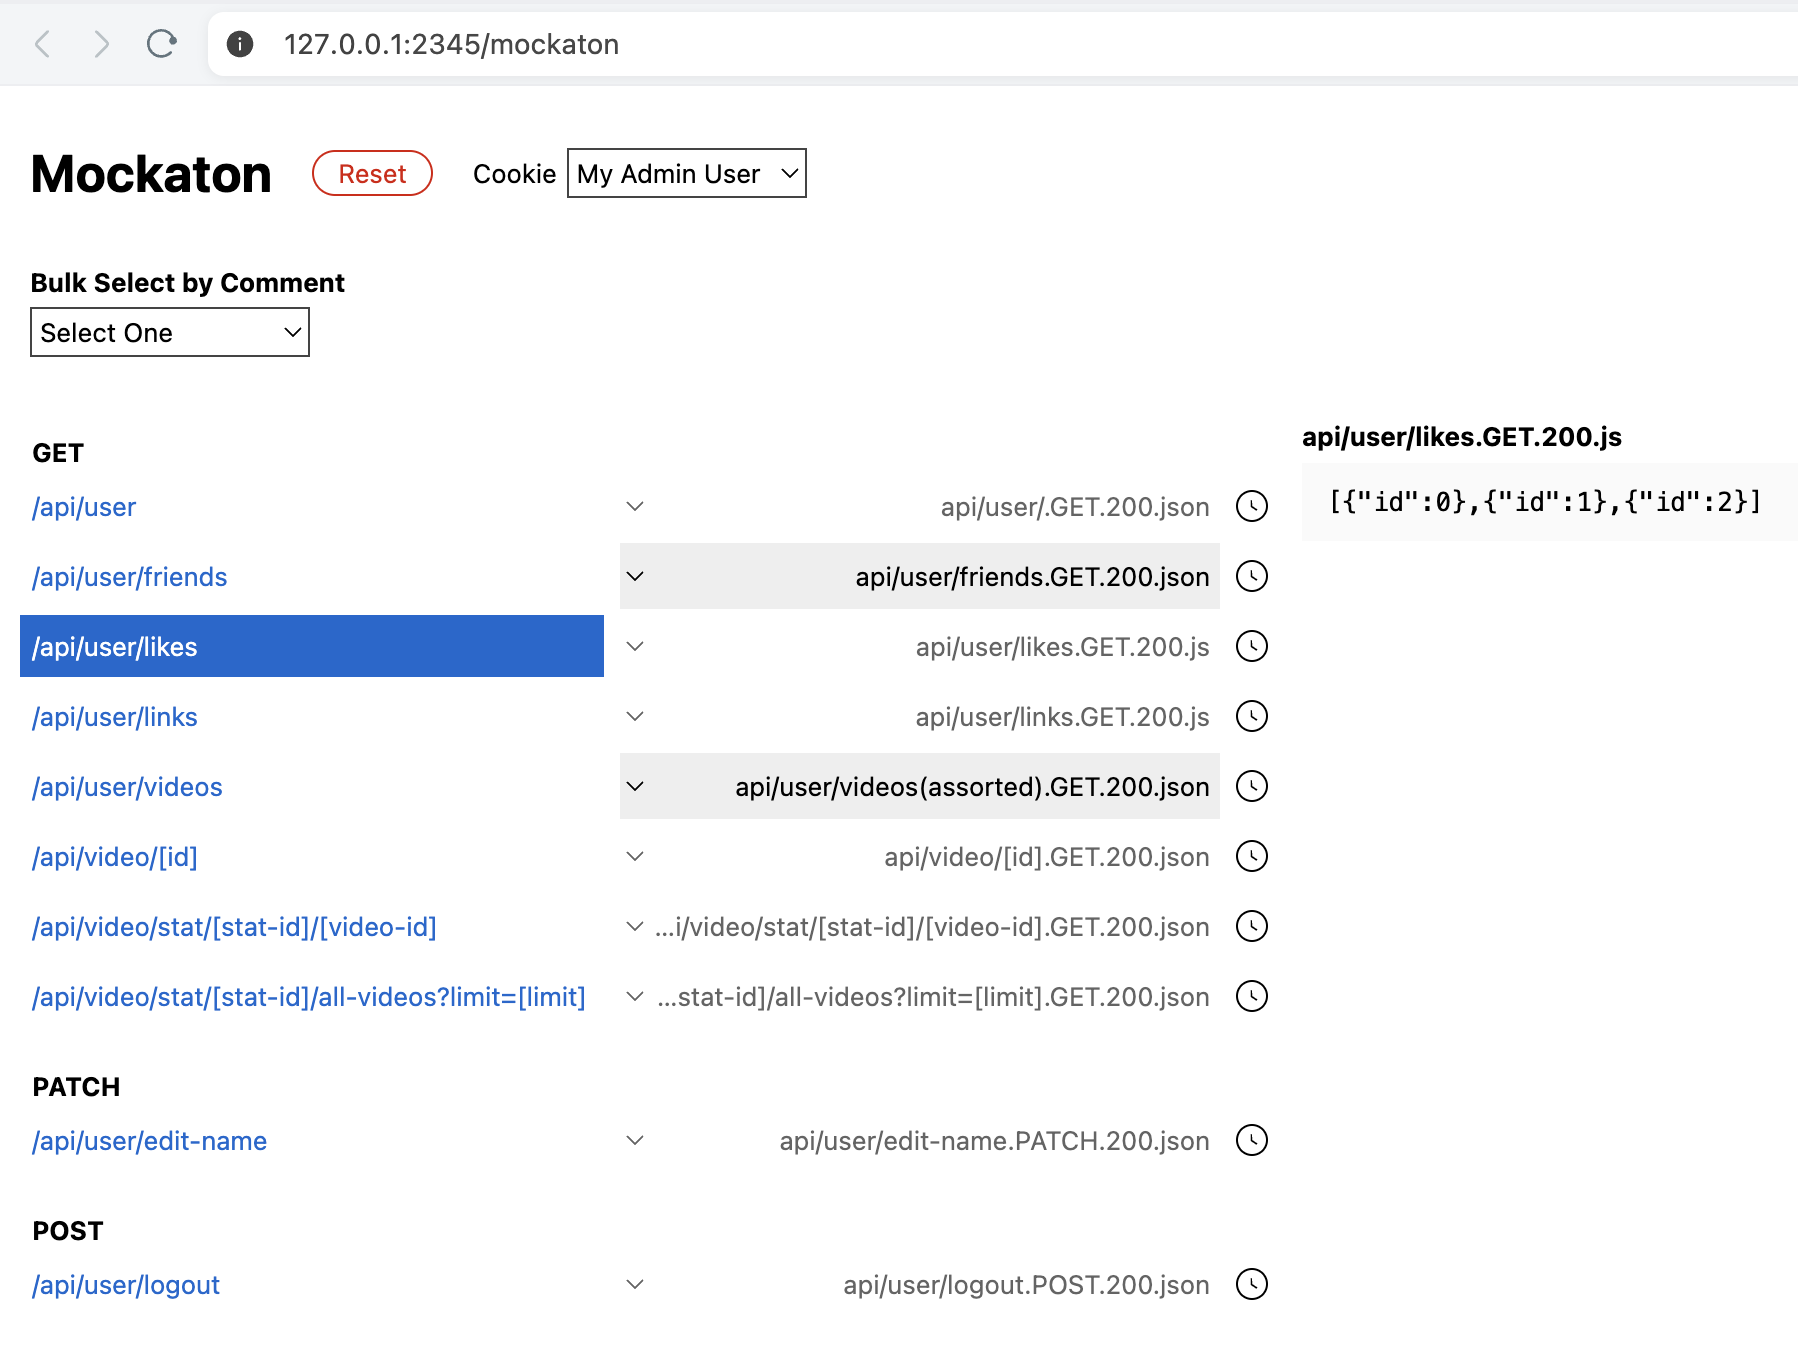 127.0.0.1:2345/mockaton
Mockaton Reset Cookie My Admin User
Bulk Select by Comment
Select One
GET
/api/user api/user/.GET.200.json
/api/user/friends api/user/friends.GET.200.json
/api/user/likes api/user/likes.GET.200.js
/api/user/links api/user/links.GET.200.js
/api/user/videos api/user/videos(assorted).GET.200.json
/api/video/[id] api/video/[id].GET.200.json
/api/video/stat/[stat-id]/[video-id] ...i/video/stat/[stat-id]/[video-id].GET.200.json
/api/video/stat/[stat-id]/all-videos?limit=[limit] ...stat-id]/all-videos?limit=[limit].GET.200.json
PATCH
/api/user/edit-name api/user/edit-name.PATCH.200.json
POST
/api/user/logout api/user/logout.POST.200.json
api/user/likes.GET.200.js
[{"id":0},{"id":1},{"id":2}]